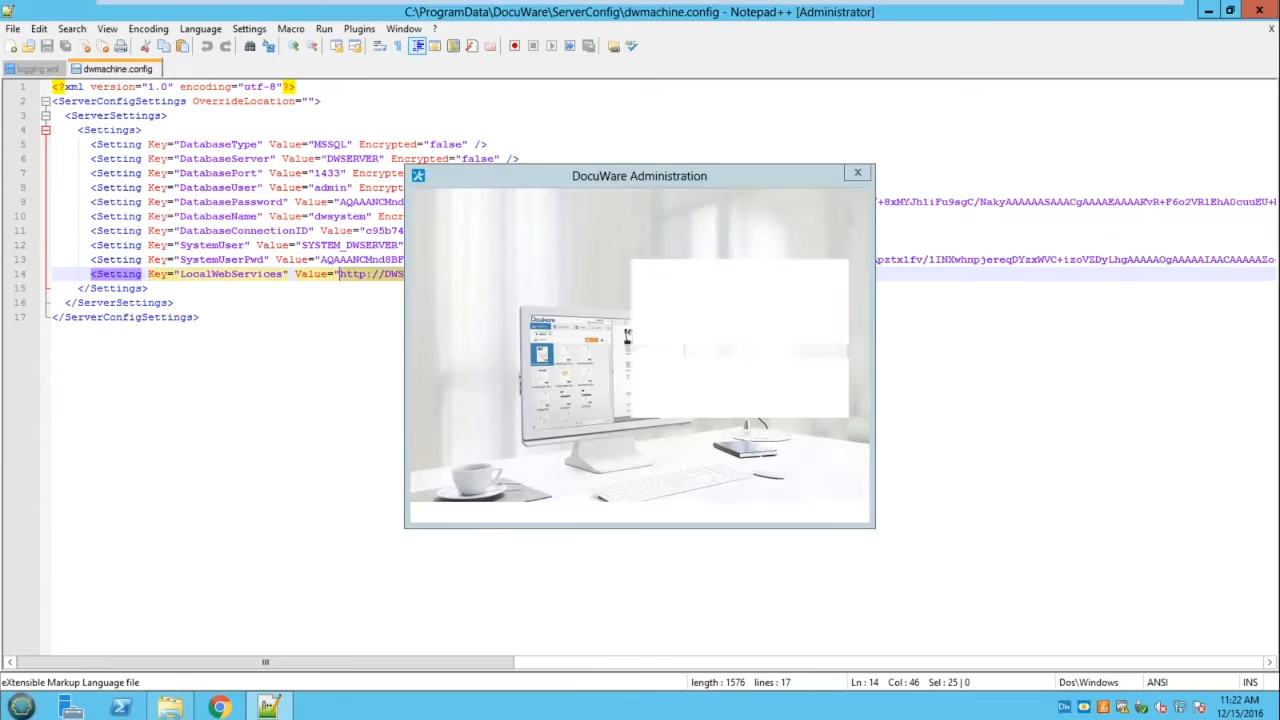 C:\ProgramData\DocuWare\ServerConfig\dwmachine.config - Notepad++ [Administrator]
File Edit Search View Encoding Language Settings Macro Run Plugins Window ? X
logging.xml dwmachine.config
1 <?xml version="1.0" encoding="utf-8"?>
2 <ServerConfigSettings OverrideLocation="">
3 <ServerSettings>
4 <Settings>
5 <Setting Key="DatabaseType" Value="MSSQL" Encrypted="false" />
6 <Setting Key="DatabaseServer" Value="DWSERVER" Encrypted="false" />
DocuWare Administration
7 <Setting Key="DatabasePort" Value="1433" Encrypte
8 <Setting Key="DatabaseUser" Value="admin" Encrypt
9 <Setting Key="DatabasePassword" Value="AQAAANCMnd
10 <Setting Key="DatabaseName" Value="dwsystem" Encr
11 <Setting Key="DatabaseConnectionID" Value="c95b74
12 <Setting Key="SystemUser" Value="SYSTEM_DWSERVER"
13 <Setting Key="SystemUserPwd" Value="AQAAANCMnd8BF
14 <Setting Key="LocalWebServices" Value="http://DWS
15 </Settings>
16 </ServerSettings>
17 </ServerConfigSettings>
DocuWare
eXtensible Markup Language file length : 1576 lines : 17 Ln : 14 Col : 46 Sel : 25 | 0 Dos\Windows ANSI INS
DW
11:22 AM
12/15/2016